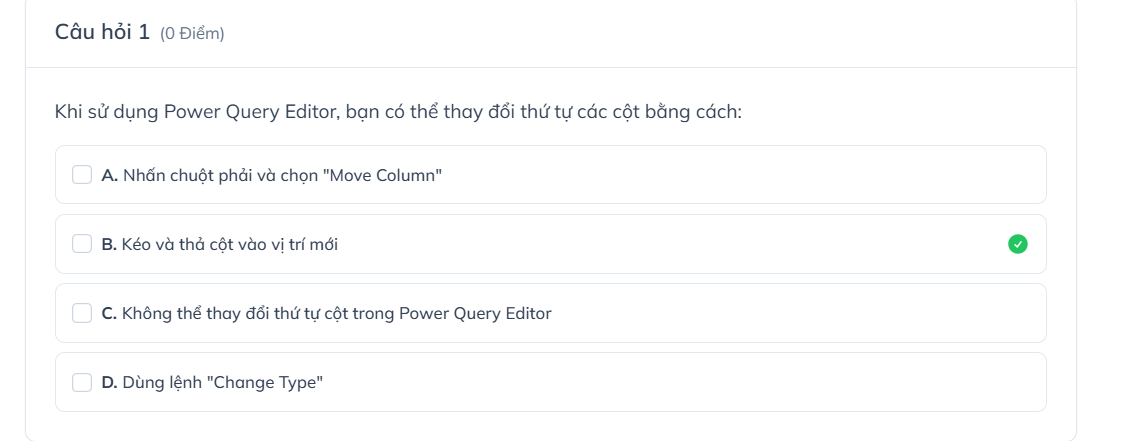 Câu hỏi 1 (0 Điểm)
Khi sử dụng Power Query Editor, bạn có thể thay đổi thứ tự các cột bằng cách:
A. Nhấn chuột phải và chọn "Move Column"
B. Kéo và thả cột vào vị trí mới
C. Không thể thay đổi thứ tự cột trong Power Query Editor
D. Dùng lệnh "Change Type"